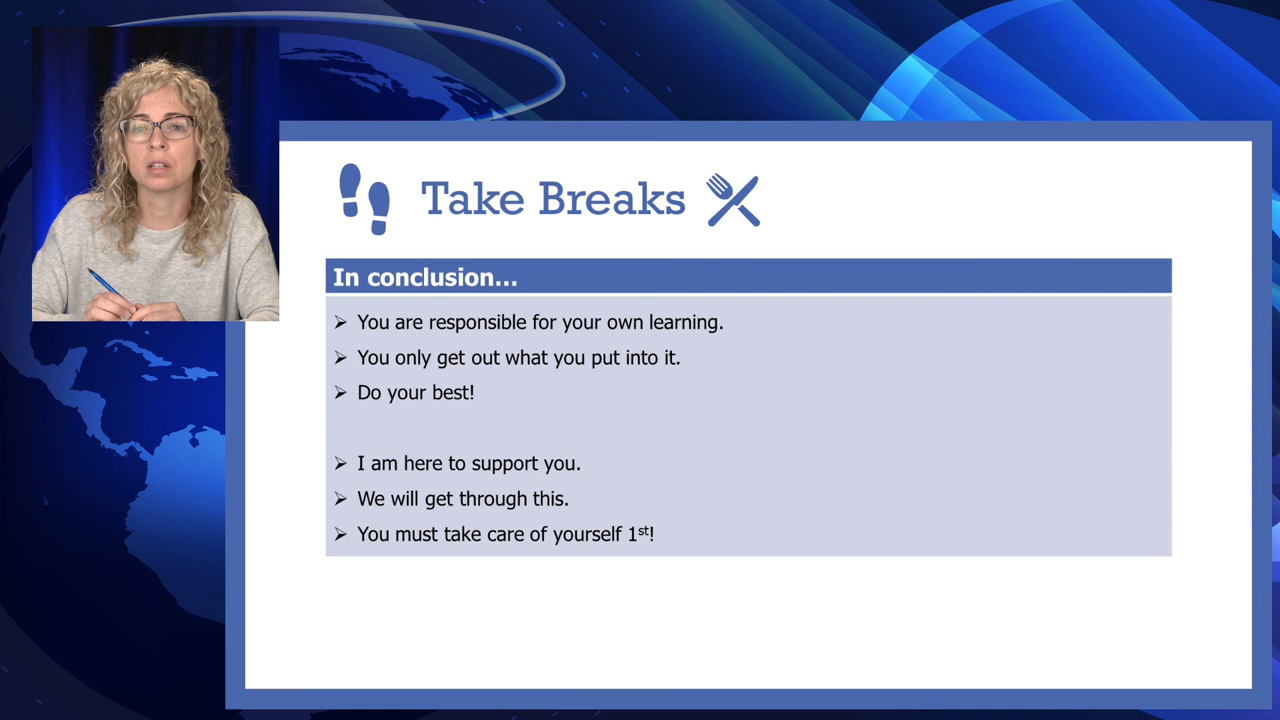 Take Breaks
In conclusion...
➢ You are responsible for your own learning.
➢ You only get out what you put into it.
➢ Do your best!
➢ I am here to support you.
➢ We will get through this.
➢ You must take care of yourself 1st!